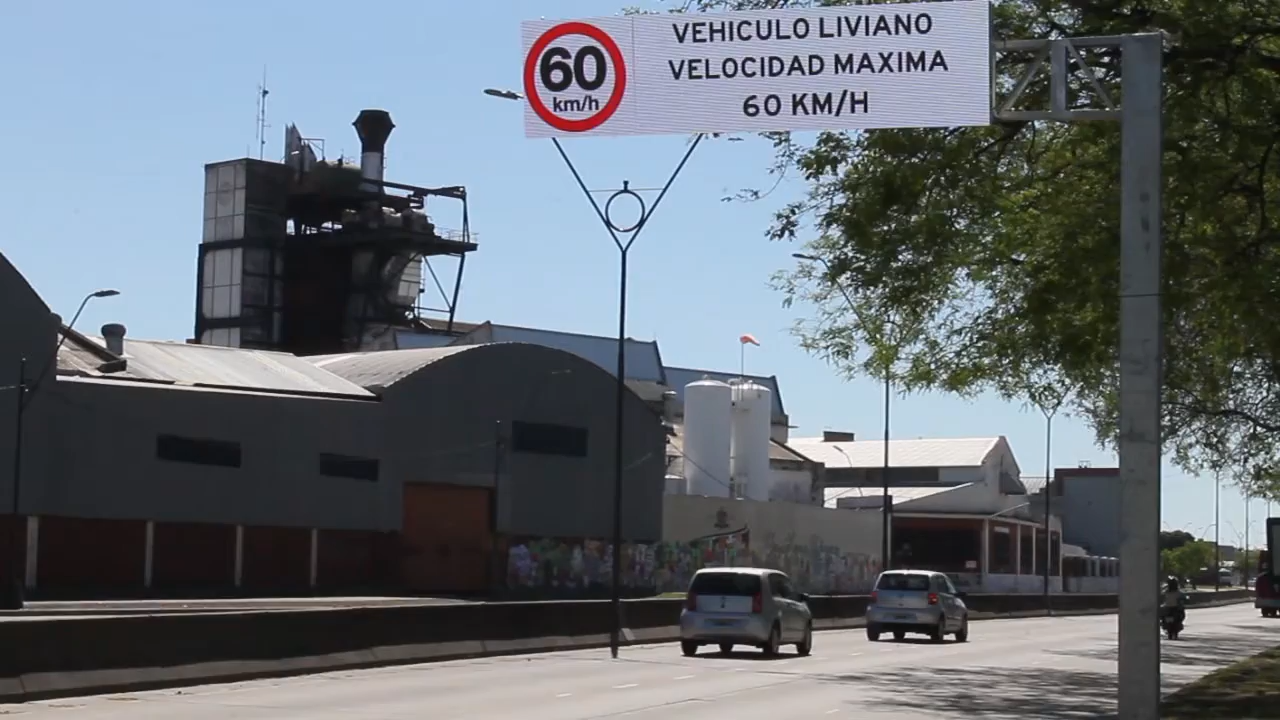 60
km/h
VEHICULO LIVIANO
VELOCIDAD MAXIMA
60 KM/H